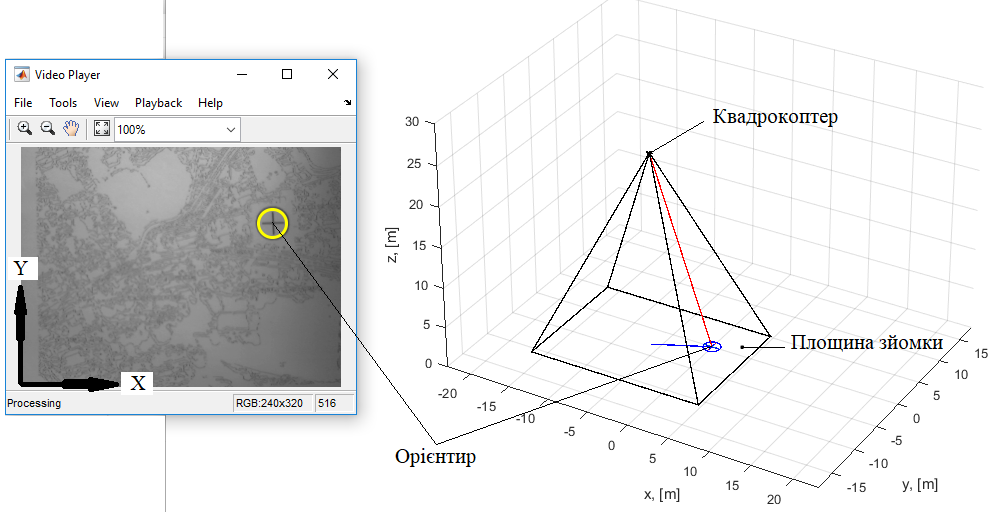 Video Player
File Tools View Playback Help
100%
Y
X
Processing
RGB:240x320
516
Квадрокоптер
Площина зйомки
Орієнтир
z, [m]
30
25
20
15
10
5
0
-20
-15
-10
-5
0
5
10
15
20
x, [m]
-15
-10
-5
0
5
10
15
y, [m]